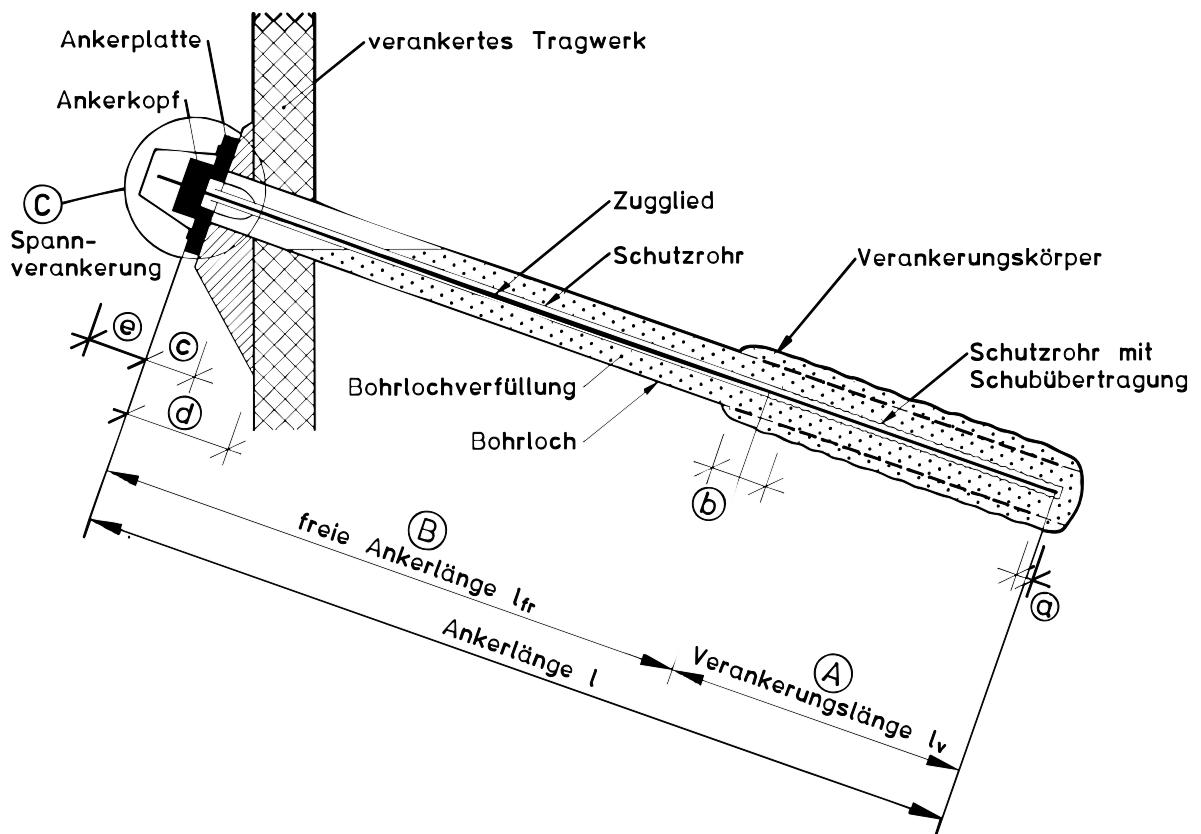 Ankerplatte
verankertes Tragwerk
Ankerkopf
C
Spann-
verankerung
Zugglied
Schutzrohr
Verankerungskörper
e
c
d
Schutzrohr mit
Schubübertragung
Bohrlochverfüllung
Bohrloch
b
a
B
freie Ankerlänge lfr
Ankerlänge l
A
Verankerungslänge lv